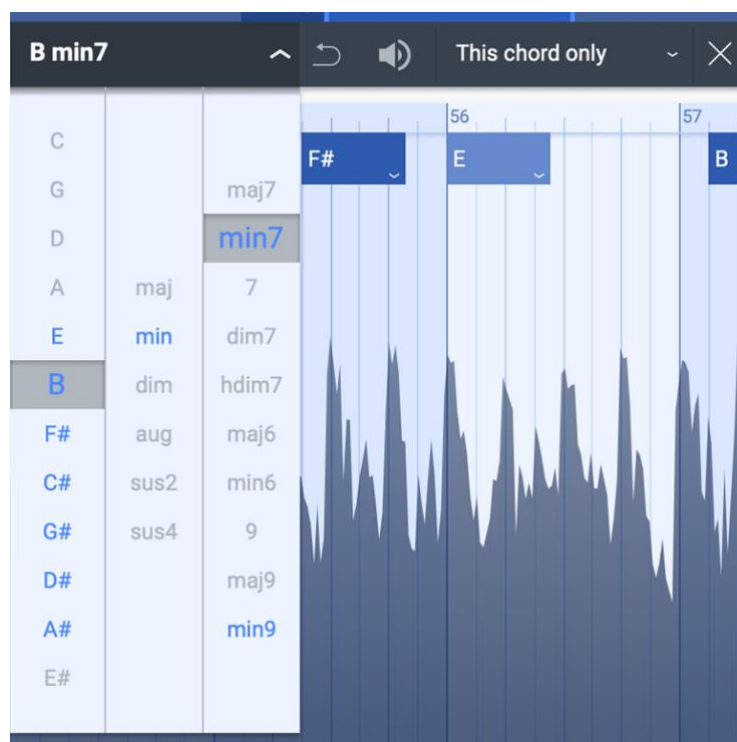 B min7
This chord only
56
57
F#
E
B
C
G
D
A
E
B
F#
C#
G#
D#
A#
E#
maj
min
dim
aug
sus2
sus4
maj7
min7
7
dim7
hdim7
maj6
min6
9
maj9
min9